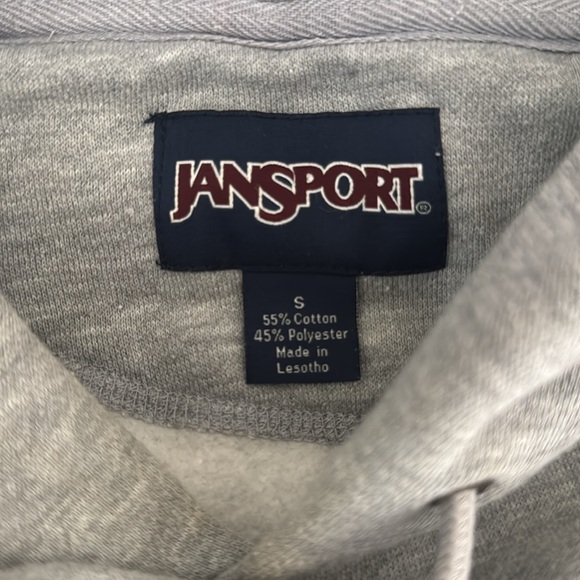 JANSPORT®
S
55% Cotton
45% Polyester
Made in
Lesotho